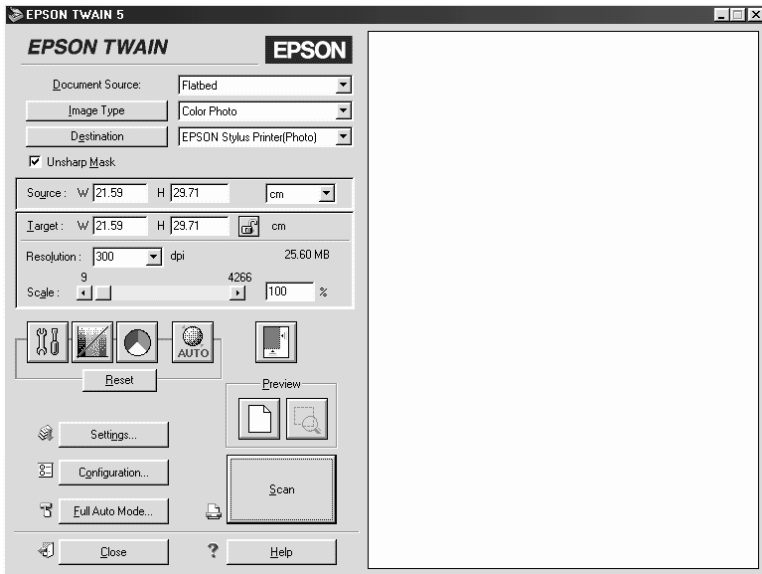 EPSON TWAIN 5
EPSON TWAIN EPSON
Document Source: Flatbed
Image Type Color Photo
Destination EPSON Stylus Printer(Photo)
Unsharp Mask
Source : W 21.59 H 29.71 cm
Target : W 21.59 H 29.71 cm
Resolution : 300 dpi 25.60 MB
9 4266
Scale : 100 %
AUTO
Reset
Preview
Settings...
Configuration...
Scan
Full Auto Mode...
Close ? Help